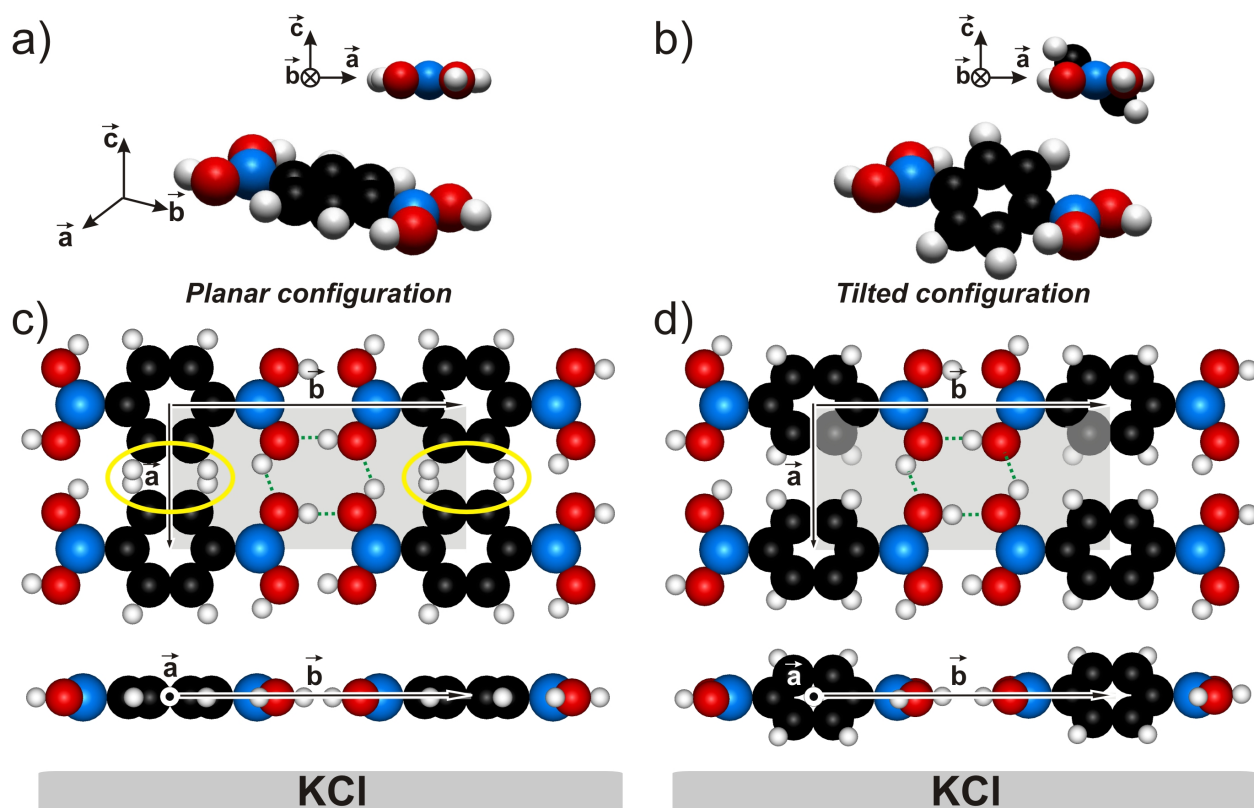 a)
c⃗
b⃗
a⃗
c⃗
b⃗
a⃗
Planar configuration
b)
c⃗
b⃗
a⃗
Tilted configuration
c)
b⃗
a⃗
a⃗
b⃗
KCl
d)
b⃗
a⃗
a⃗
b⃗
KCl